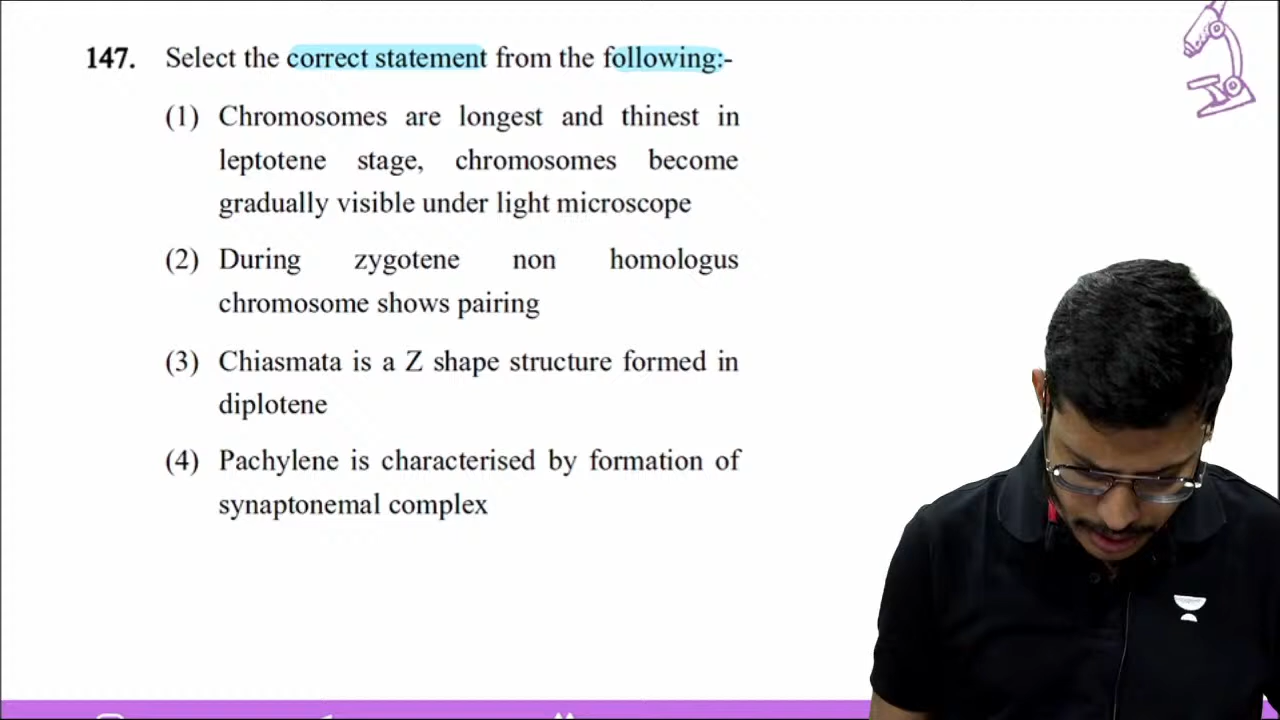 147. Select the correct statement from the following:-
(1) Chromosomes are longest and thinest in
leptotene stage, chromosomes become
gradually visible under light microscope
(2) During zygotene non homologus
chromosome shows pairing
(3) Chiasmata is a Z shape structure formed in
diplotene
(4) Pachylene is characterised by formation of
synaptonemal complex